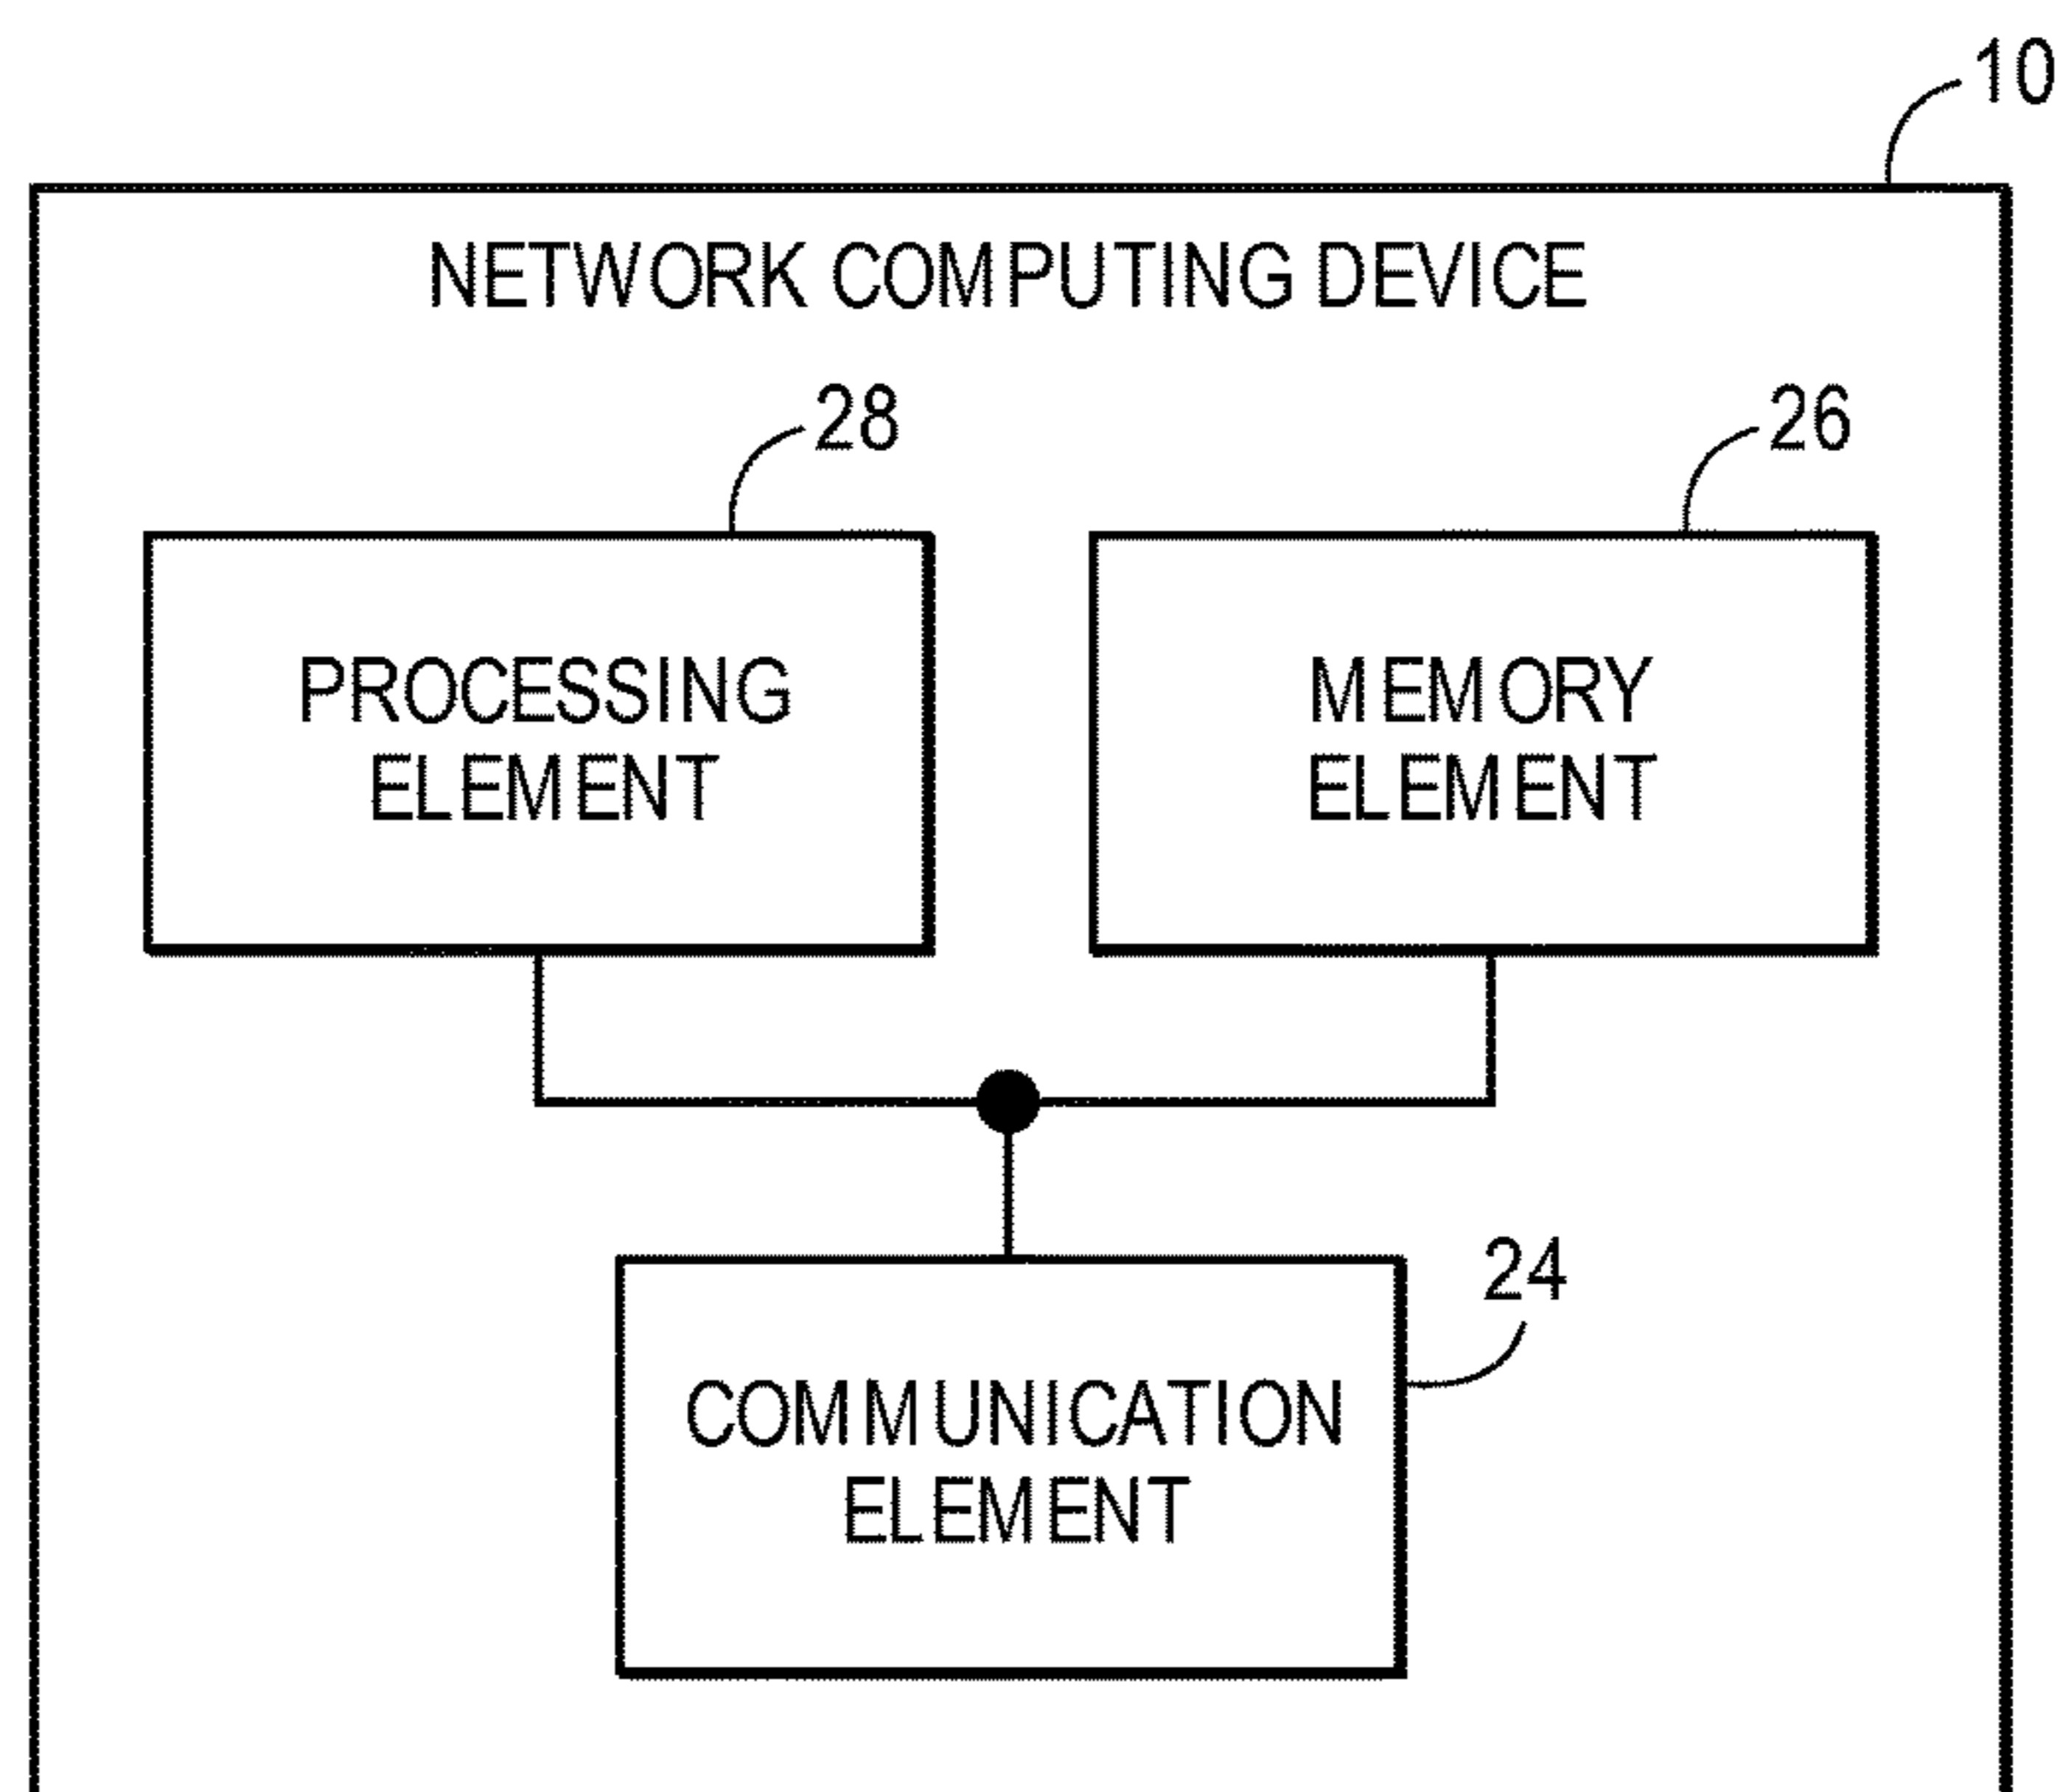 10
NETWORK COMPUTING DEVICE
28
26
PROCESSING
ELEMENT
MEMORY
ELEMENT
24
COMMUNICATION
ELEMENT